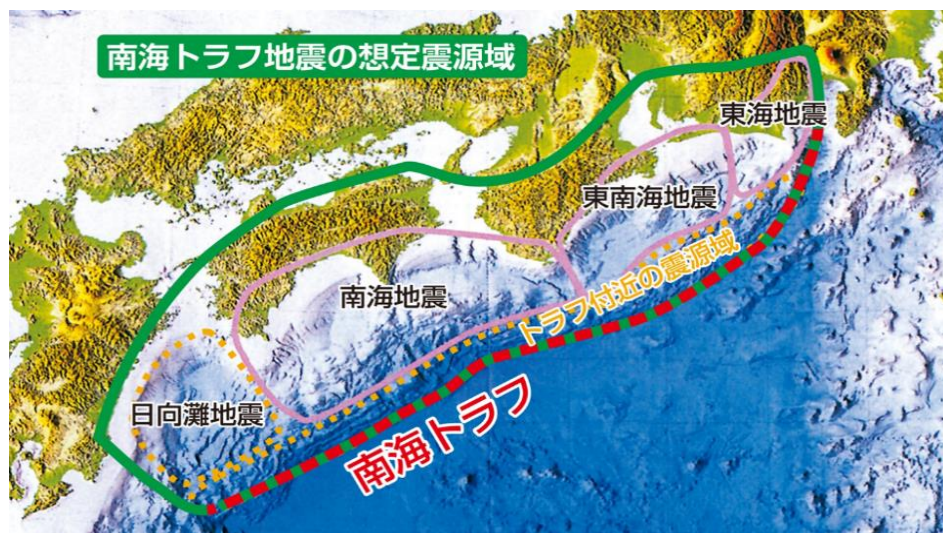 南海トラフ地震の想定震源域
東海地震
東南海地震
トラフ付近の震源域
南海地震
日向灘地震
南海トラフ